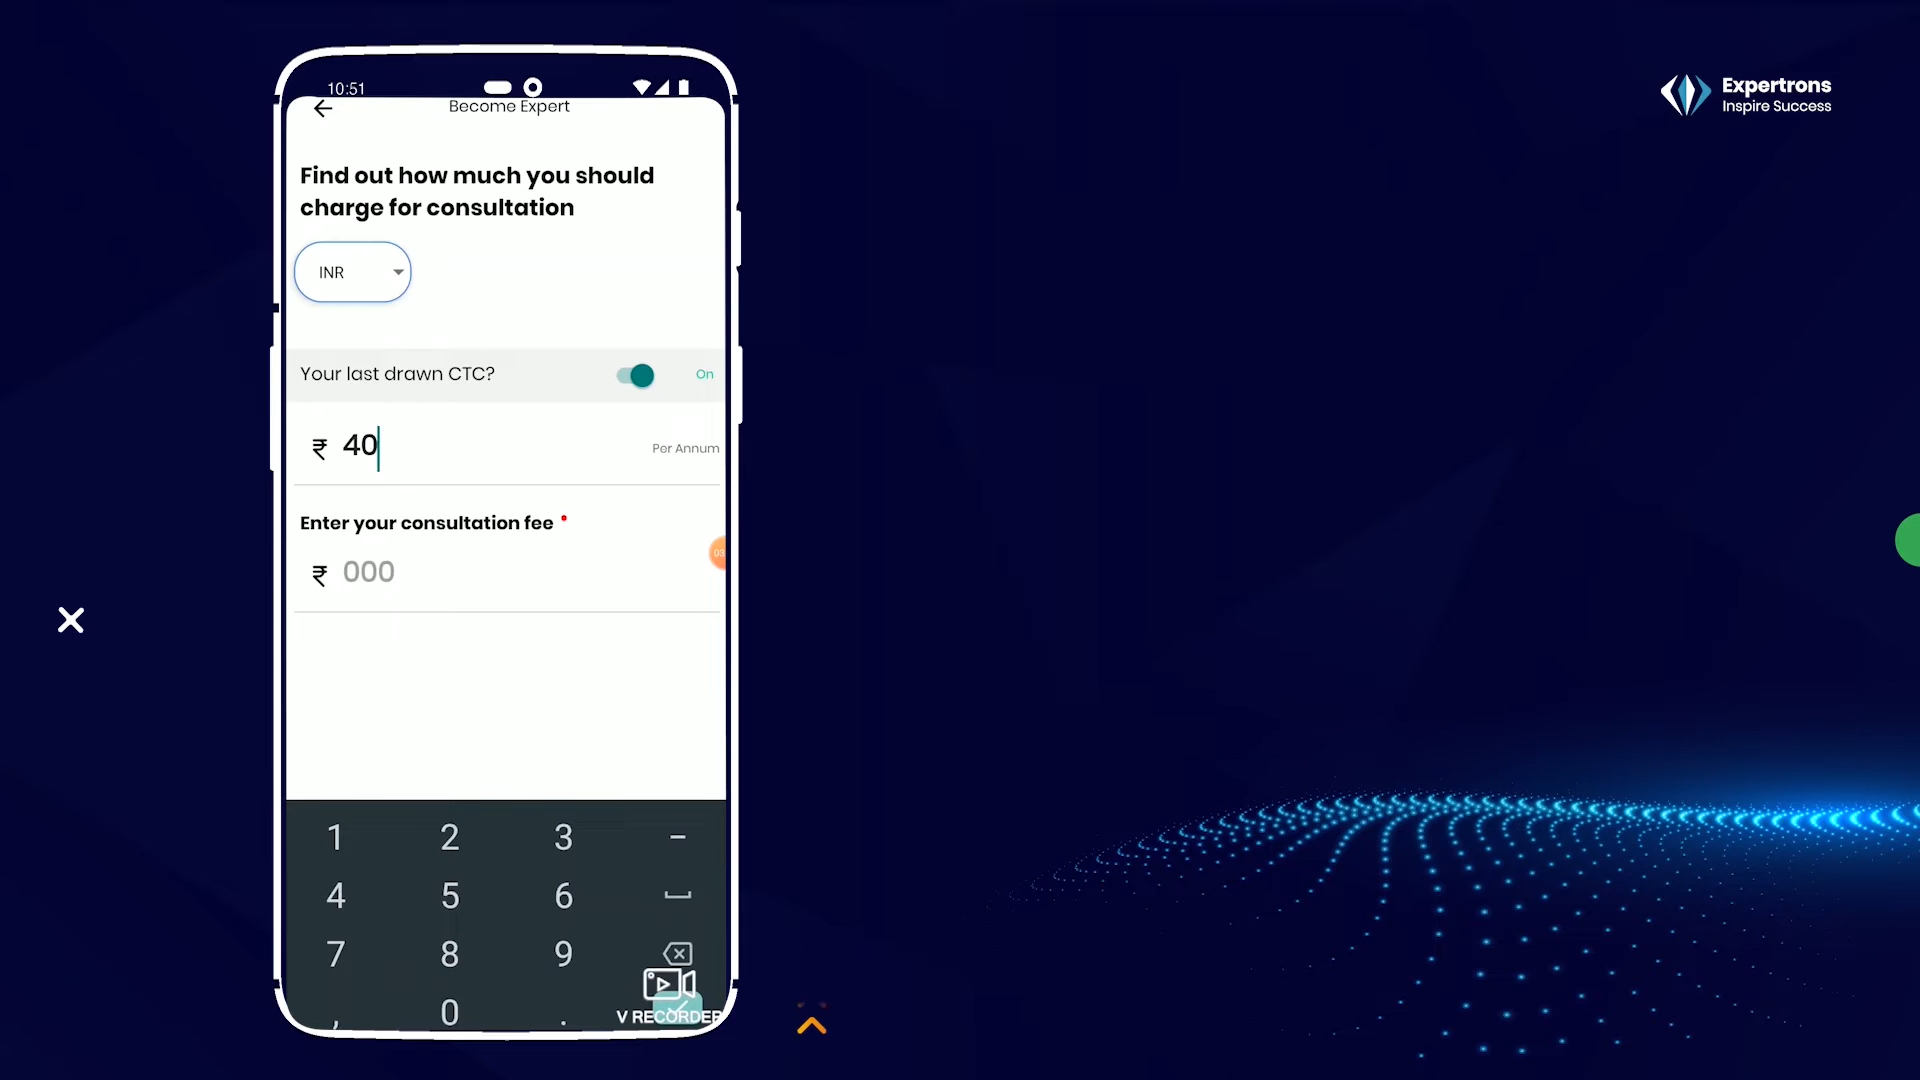 10:51
Become Expert
Expertrons
Inspire Success
Find out how much you should
charge for consultation
INR
Your last drawn CTC?
On
₹ 40
Per Annum
Enter your consultation fee
03
₹ 000
1 2 3 -
4 5 6
7 8 9
, 0 .
V RECORDER